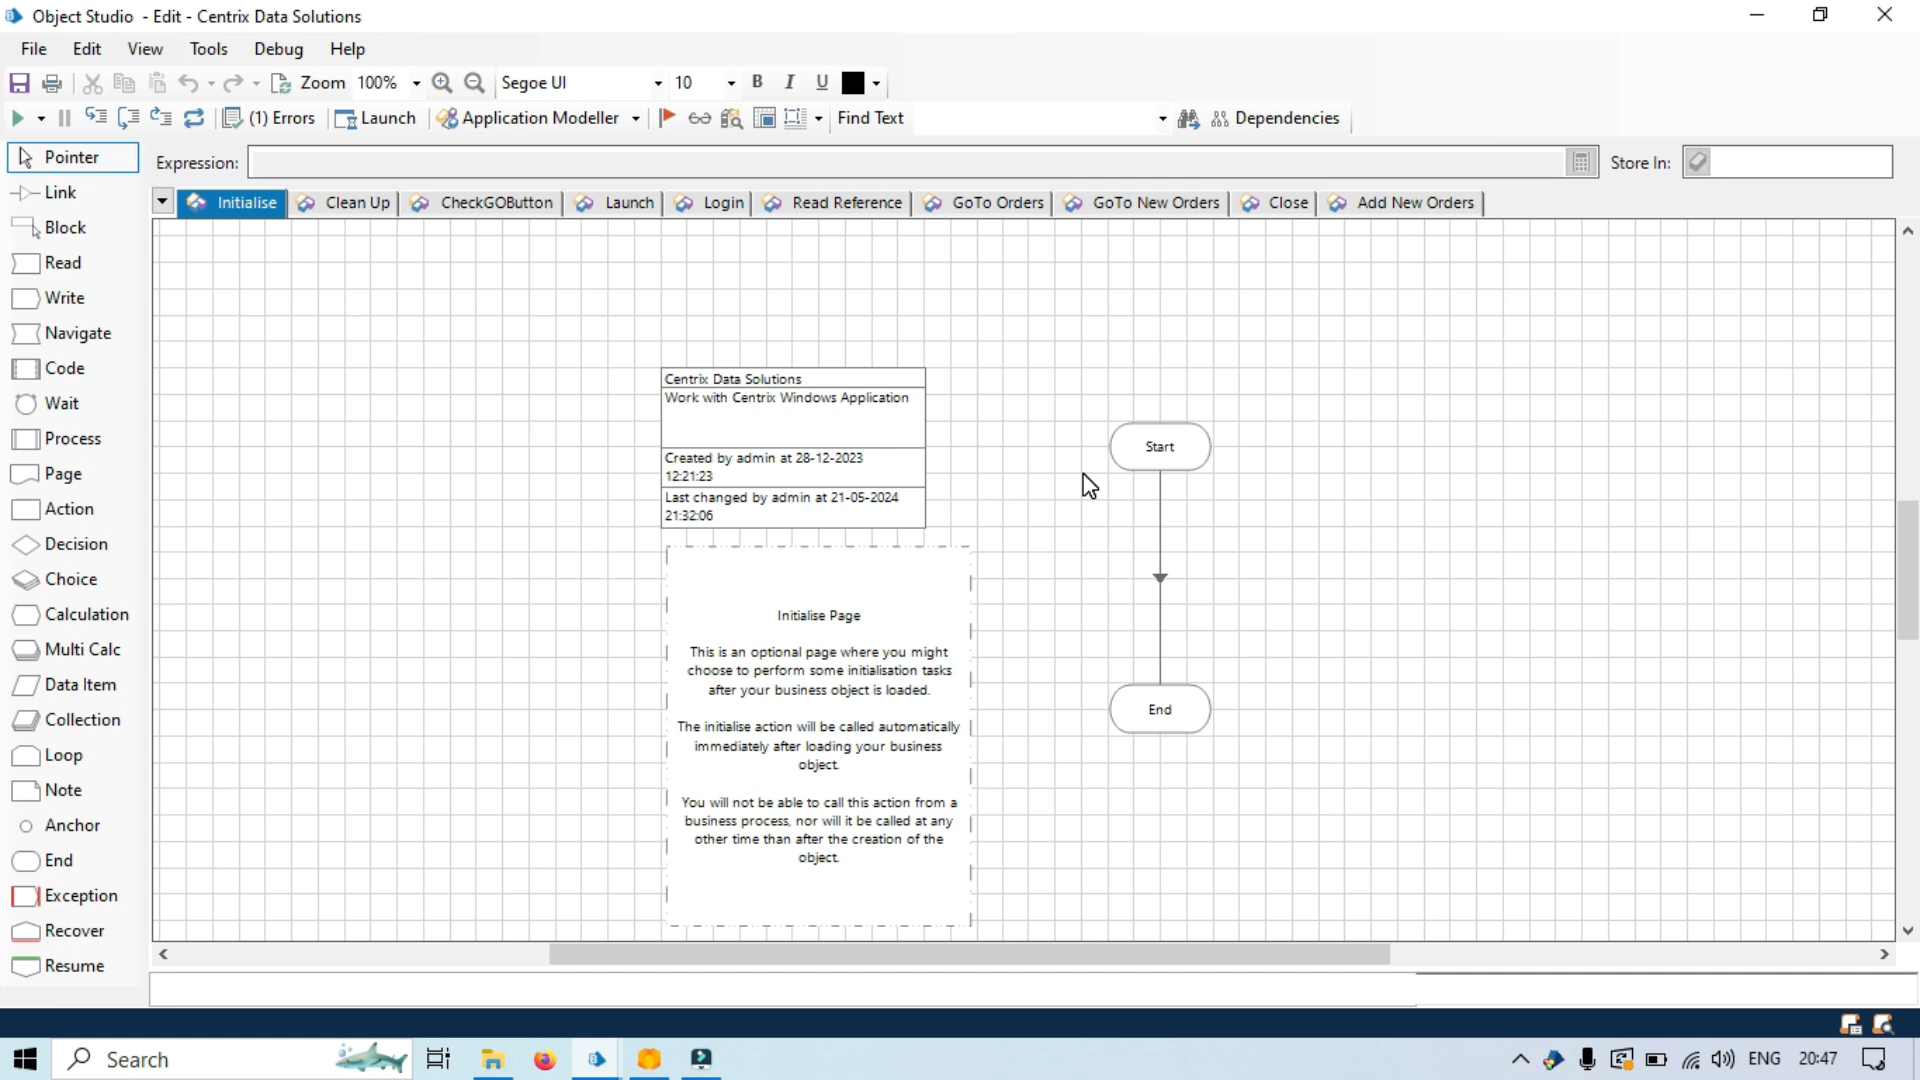 Object Studio - Edit - Centrix Data Solutions
File Edit View Tools Debug Help
Zoom 100% Segoe UI 10 B I U
(1) Errors Launch Application Modeller Find Text Dependencies
Pointer
Expression:
Store In:
Initialise Clean Up CheckGOButton Launch Login Read Reference GoTo Orders GoTo New Orders Close Add New Orders
Link
Block
Read
Write
Navigate
Code
Wait
Process
Page
Action
Decision
Choice
Calculation
Multi Calc
Data Item
Collection
Loop
Note
Anchor
End
Exception
Recover
Resume
Centrix Data Solutions
Work with Centrix Windows Application
Created by admin at 28-12-2023
12:21:23
Last changed by admin at 21-05-2024
21:32:06
Initialise Page
This is an optional page where you might
choose to perform some initialisation tasks
after your business object is loaded.
The initialise action will be called automatically
immediately after loading your business
object.
You will not be able to call this action from a
business process, nor will it be called at any
other time than after the creation of the
object.
Start
End
Search
ENG 20:47